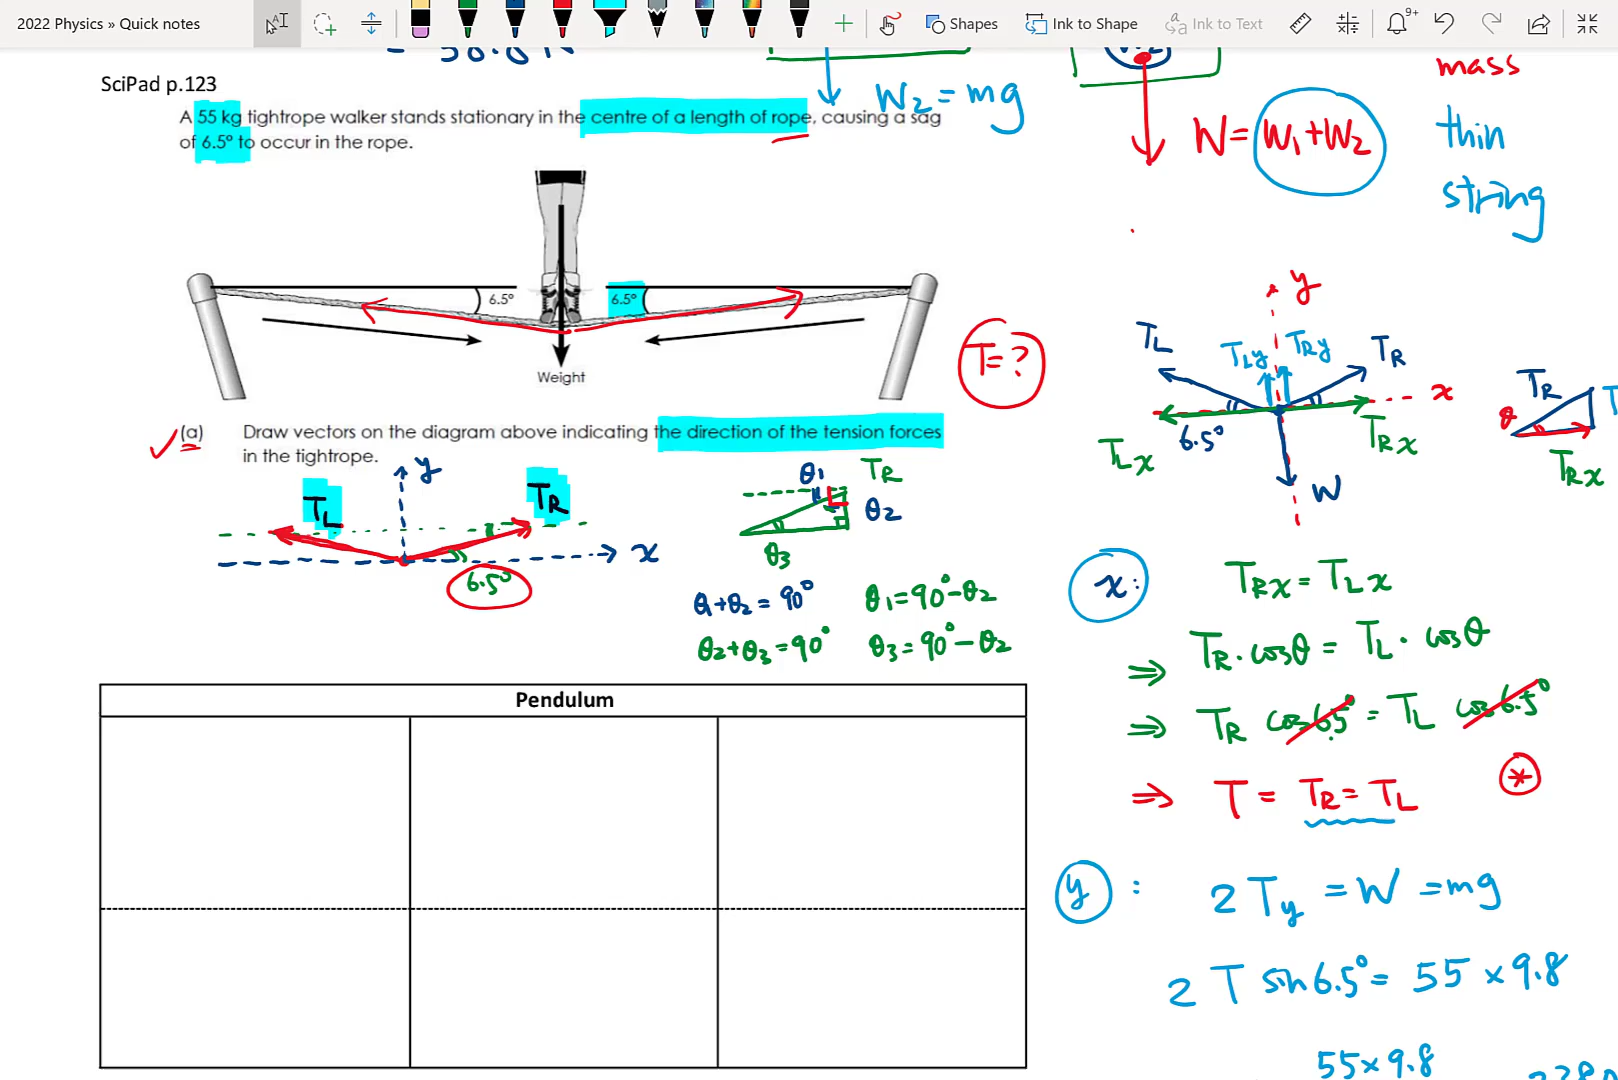 2022 Physics » Quick notes
Shapes
Ink to Shape
Ink to Text
9+
= 58.8 N
SciPad p.123
A 55 kg tightrope walker stands stationary in the centre of a length of rope, causing a sag
of 6.5° to occur in the rope.
W2 = mg
W = W1+W2
mass
thin
string
6.5°
6.5°
Weight
T = ?
(a) Draw vectors on the diagram above indicating the direction of the tension forces
in the tightrope.
y
TL
TR
x
6.5°
θ1
TR
θ2
θ3
θ1+θ2 = 90°
θ1 = 90° - θ2
θ2+θ3 = 90°
θ3 = 90° - θ2
y
TL
TLy
TRy
TR
x
6.5°
TLx
TRx
W
TR
θ
TRx
x:
TRx = TLx
⇒ TR · cosθ = TL · cosθ
⇒ TR cos6.5° = TL cos6.5°
⇒ T = TR = TL
*
Pendulum
y : 2Ty = W = mg
2 T sin6.5° = 55 × 9.8
55 × 9.8